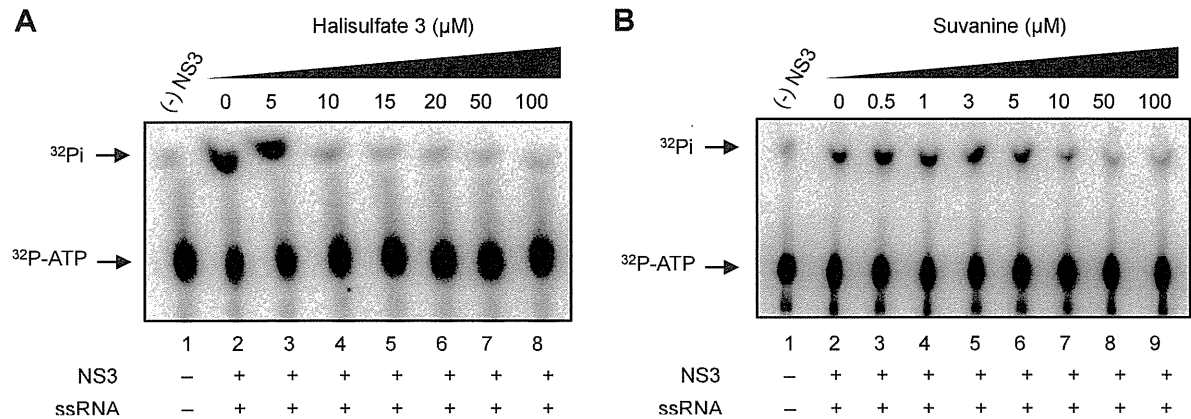 A
Halisulfate 3 (µM)
(-) NS3
0 5 10 15 20 50 100
³²Pi
³²P-ATP
1 2 3 4 5 6 7 8
NS3 – + + + + + + +
ssRNA – + + + + + + +
B
Suvanine (µM)
(-) NS3
0 0.5 1 3 5 10 50 100
³²Pi
³²P-ATP
1 2 3 4 5 6 7 8 9
NS3 – + + + + + + + +
ssRNA – + + + + + + + +